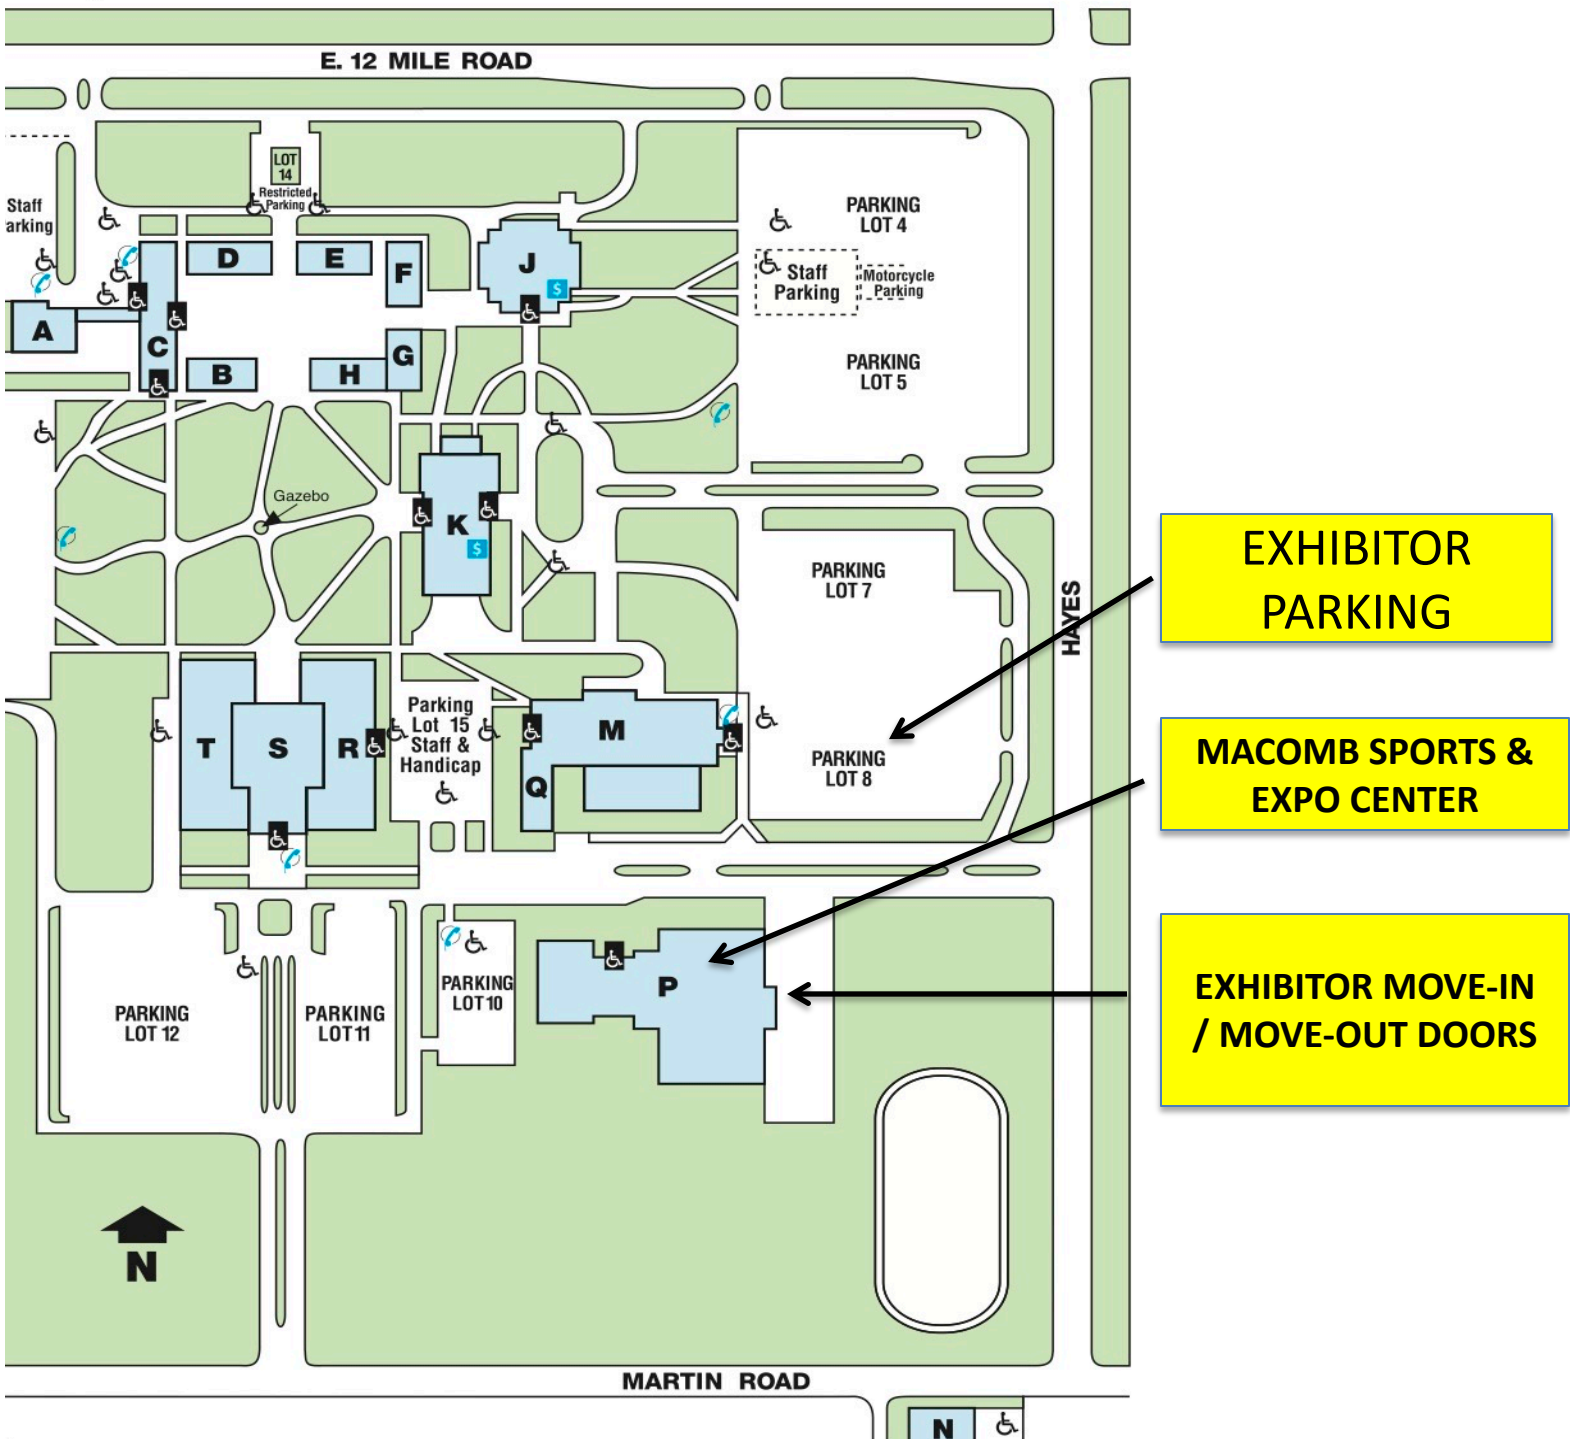 E. 12 MILE ROAD
LOT
14
Restricted
Parking
Staff
arking
PARKING
LOT 4
D
E
F
J
$
Staff
Parking
Motorcycle
Parking
A
C
B
H
G
PARKING
LOT 5
Gazebo
K
$
PARKING
LOT 7
HAYES
EXHIBITOR
PARKING
Parking
Lot 15
Staff &
Handicap
T
S
R
M
Q
PARKING
LOT 8
MACOMB SPORTS &
EXPO CENTER
PARKING
LOT 12
PARKING
LOT 11
PARKING
LOT 10
P
EXHIBITOR MOVE-IN
/ MOVE-OUT DOORS
N
MARTIN ROAD
N